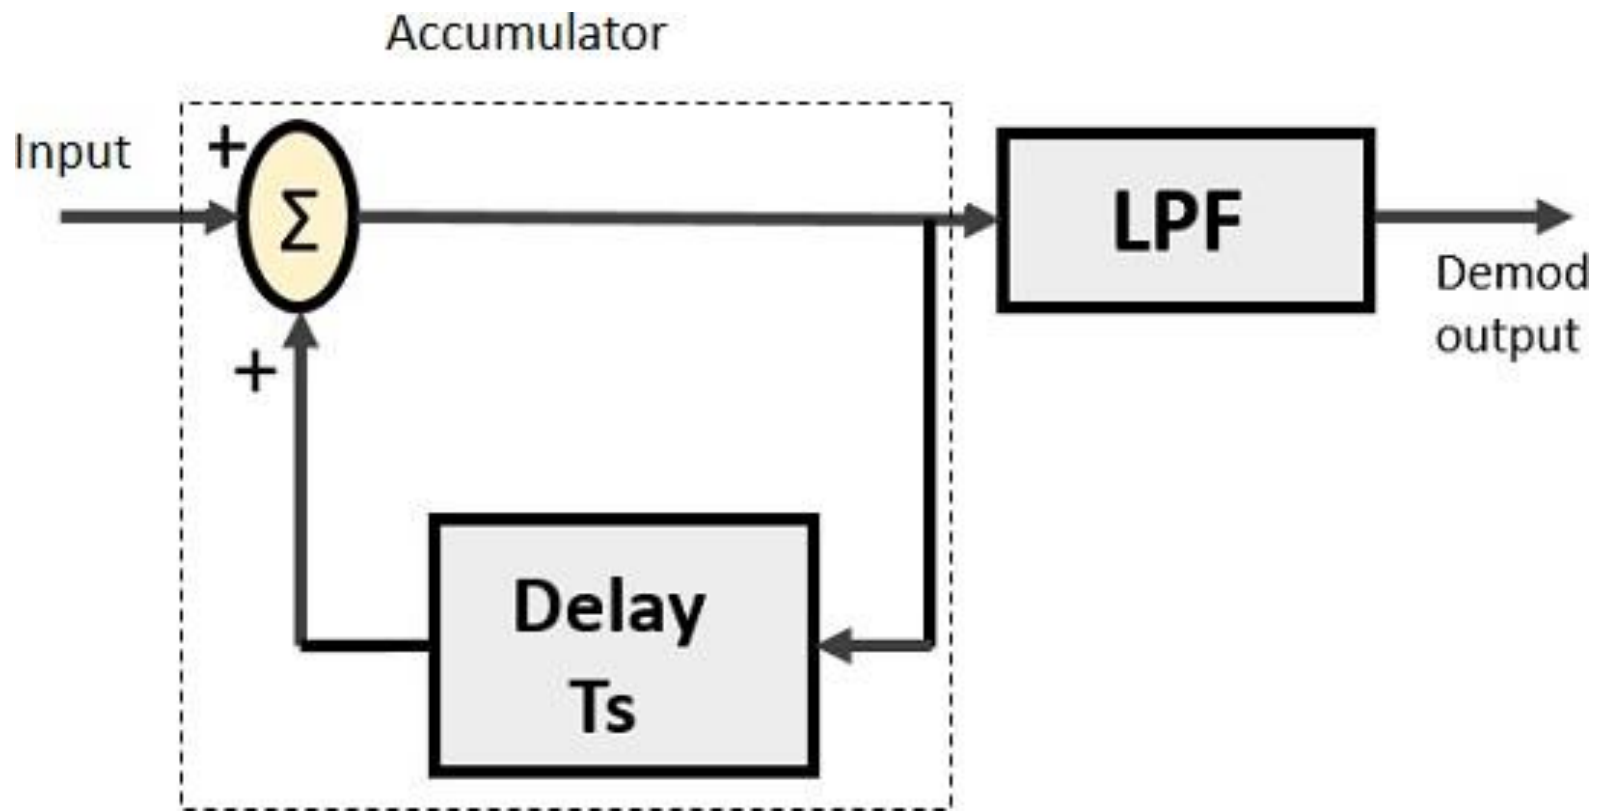 Accumulator
Input
+
Σ
LPF
Demod
output
+
Delay
Ts